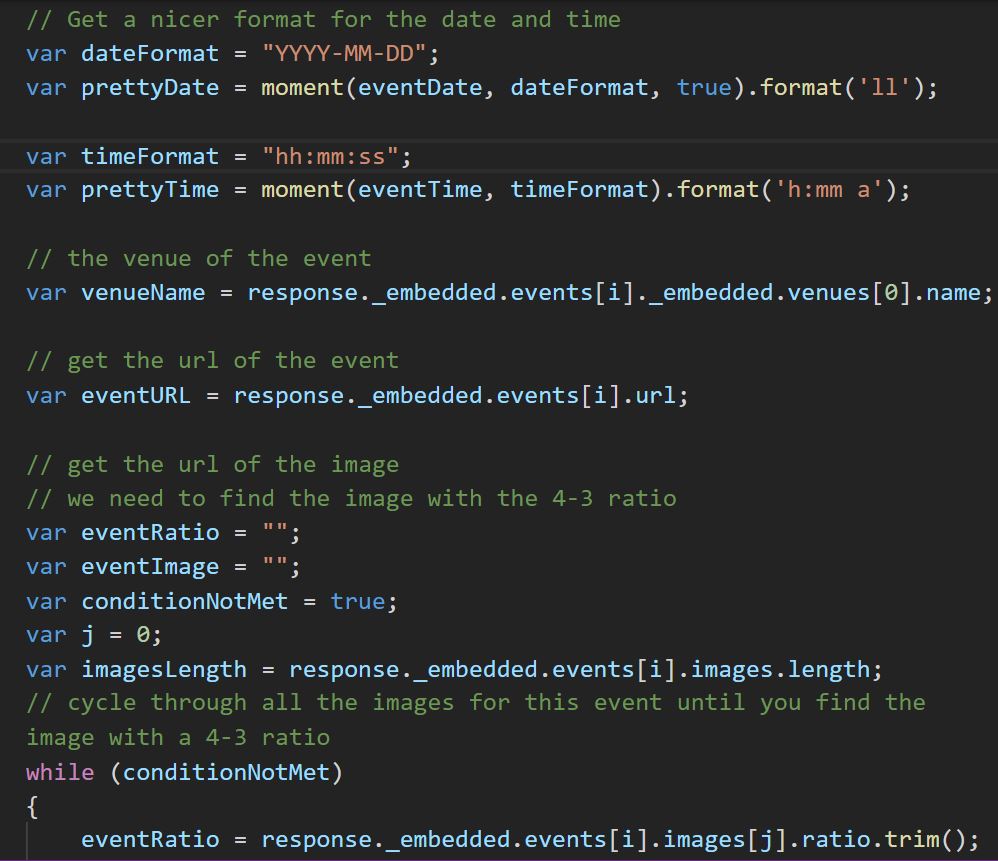 // Get a nicer format for the date and time
var dateFormat = "YYYY-MM-DD";
var prettyDate = moment(eventDate, dateFormat, true).format('ll');
var timeFormat = "hh:mm:ss";
var prettyTime = moment(eventTime, timeFormat).format('h:mm a');
// the venue of the event
var venueName = response._embedded.events[i]._embedded.venues[0].name;
// get the url of the event
var eventURL = response._embedded.events[i].url;
// get the url of the image
// we need to find the image with the 4-3 ratio
var eventRatio = "";
var eventImage = "";
var conditionNotMet = true;
var j = 0;
var imagesLength = response._embedded.events[i].images.length;
// cycle through all the images for this event until you find the
image with a 4-3 ratio
while (conditionNotMet)
{
eventRatio = response._embedded.events[i].images[j].ratio.trim();